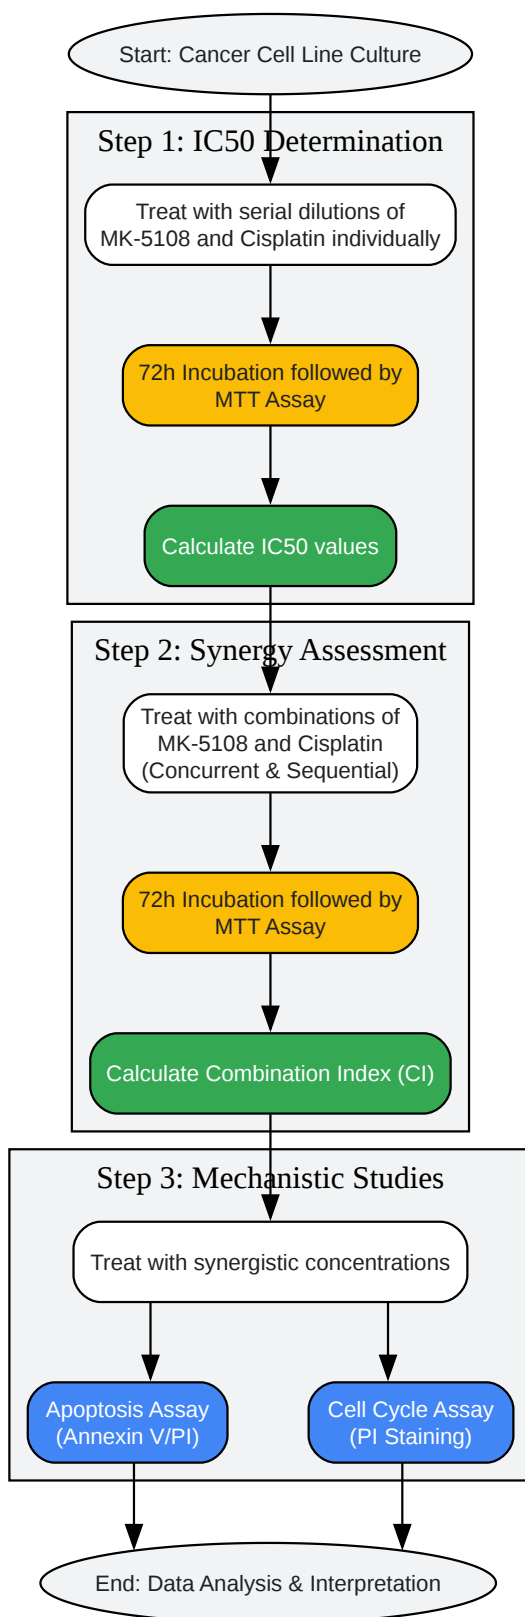 Start: Cancer Cell Line Culture
Step 1: IC50 Determination
Treat with serial dilutions of
MK-5108 and Cisplatin individually
72h Incubation followed by
MTT Assay
Calculate IC50 values
Step 2: Synergy Assessment
Treat with combinations of
MK-5108 and Cisplatin
(Concurrent & Sequential)
72h Incubation followed by
MTT Assay
Calculate Combination Index (CI)
Step 3: Mechanistic Studies
Treat with synergistic concentrations
Apoptosis Assay
(Annexin V/PI)
Cell Cycle Assay
(PI Staining)
End: Data Analysis & Interpretation